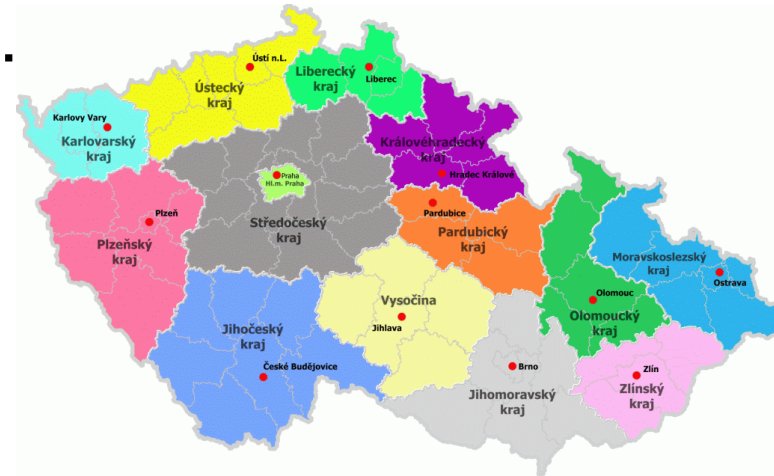 Ústí n.L.
Liberecký
kraj
Liberec
Ústecký
kraj
Karlovy Vary
Karlovarský
kraj
Královéhradecký
kraj
Hradec Králové
Praha
Hl.m. Praha
Plzeň
Plzeňský
kraj
Středočeský
kraj
Pardubice
Pardubický
kraj
Moravskoslezský
kraj
Ostrava
Olomouc
Olomoucký
kraj
Vysočina
Jihlava
Jihočeský
kraj
České Budějovice
Brno
Jihomoravský
kraj
Zlín
Zlínský
kraj